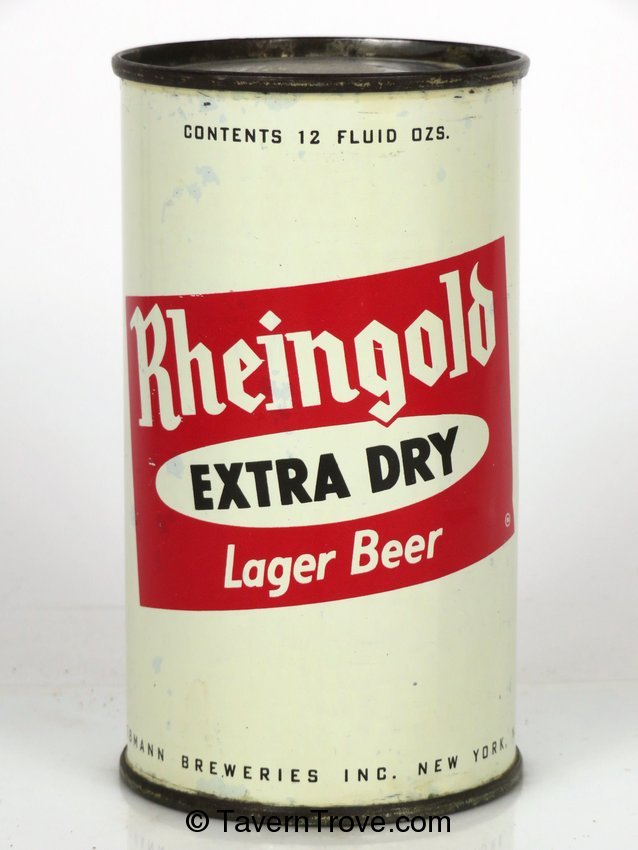 CONTENTS 12 FLUID OZS.
Rheingold
EXTRA DRY
Lager Beer
BREWERIES INC. NEW YORK,
© TavernTrove.com